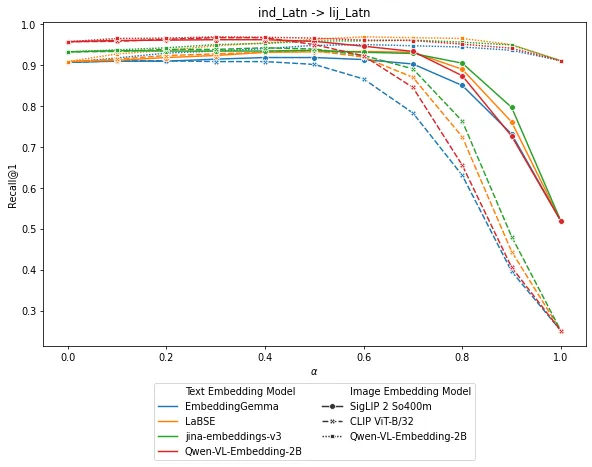 ind_Latn -> lij_Latn
Recall@1
1.0
0.9
0.8
0.7
0.6
0.5
0.4
0.3
0.0
0.2
0.4
0.6
0.8
1.0
α
Text Embedding Model
EmbeddingGemma
LaBSE
jina-embeddings-v3
Qwen-VL-Embedding-2B
Image Embedding Model
SigLIP 2 So400m
CLIP ViT-B/32
Qwen-VL-Embedding-2B